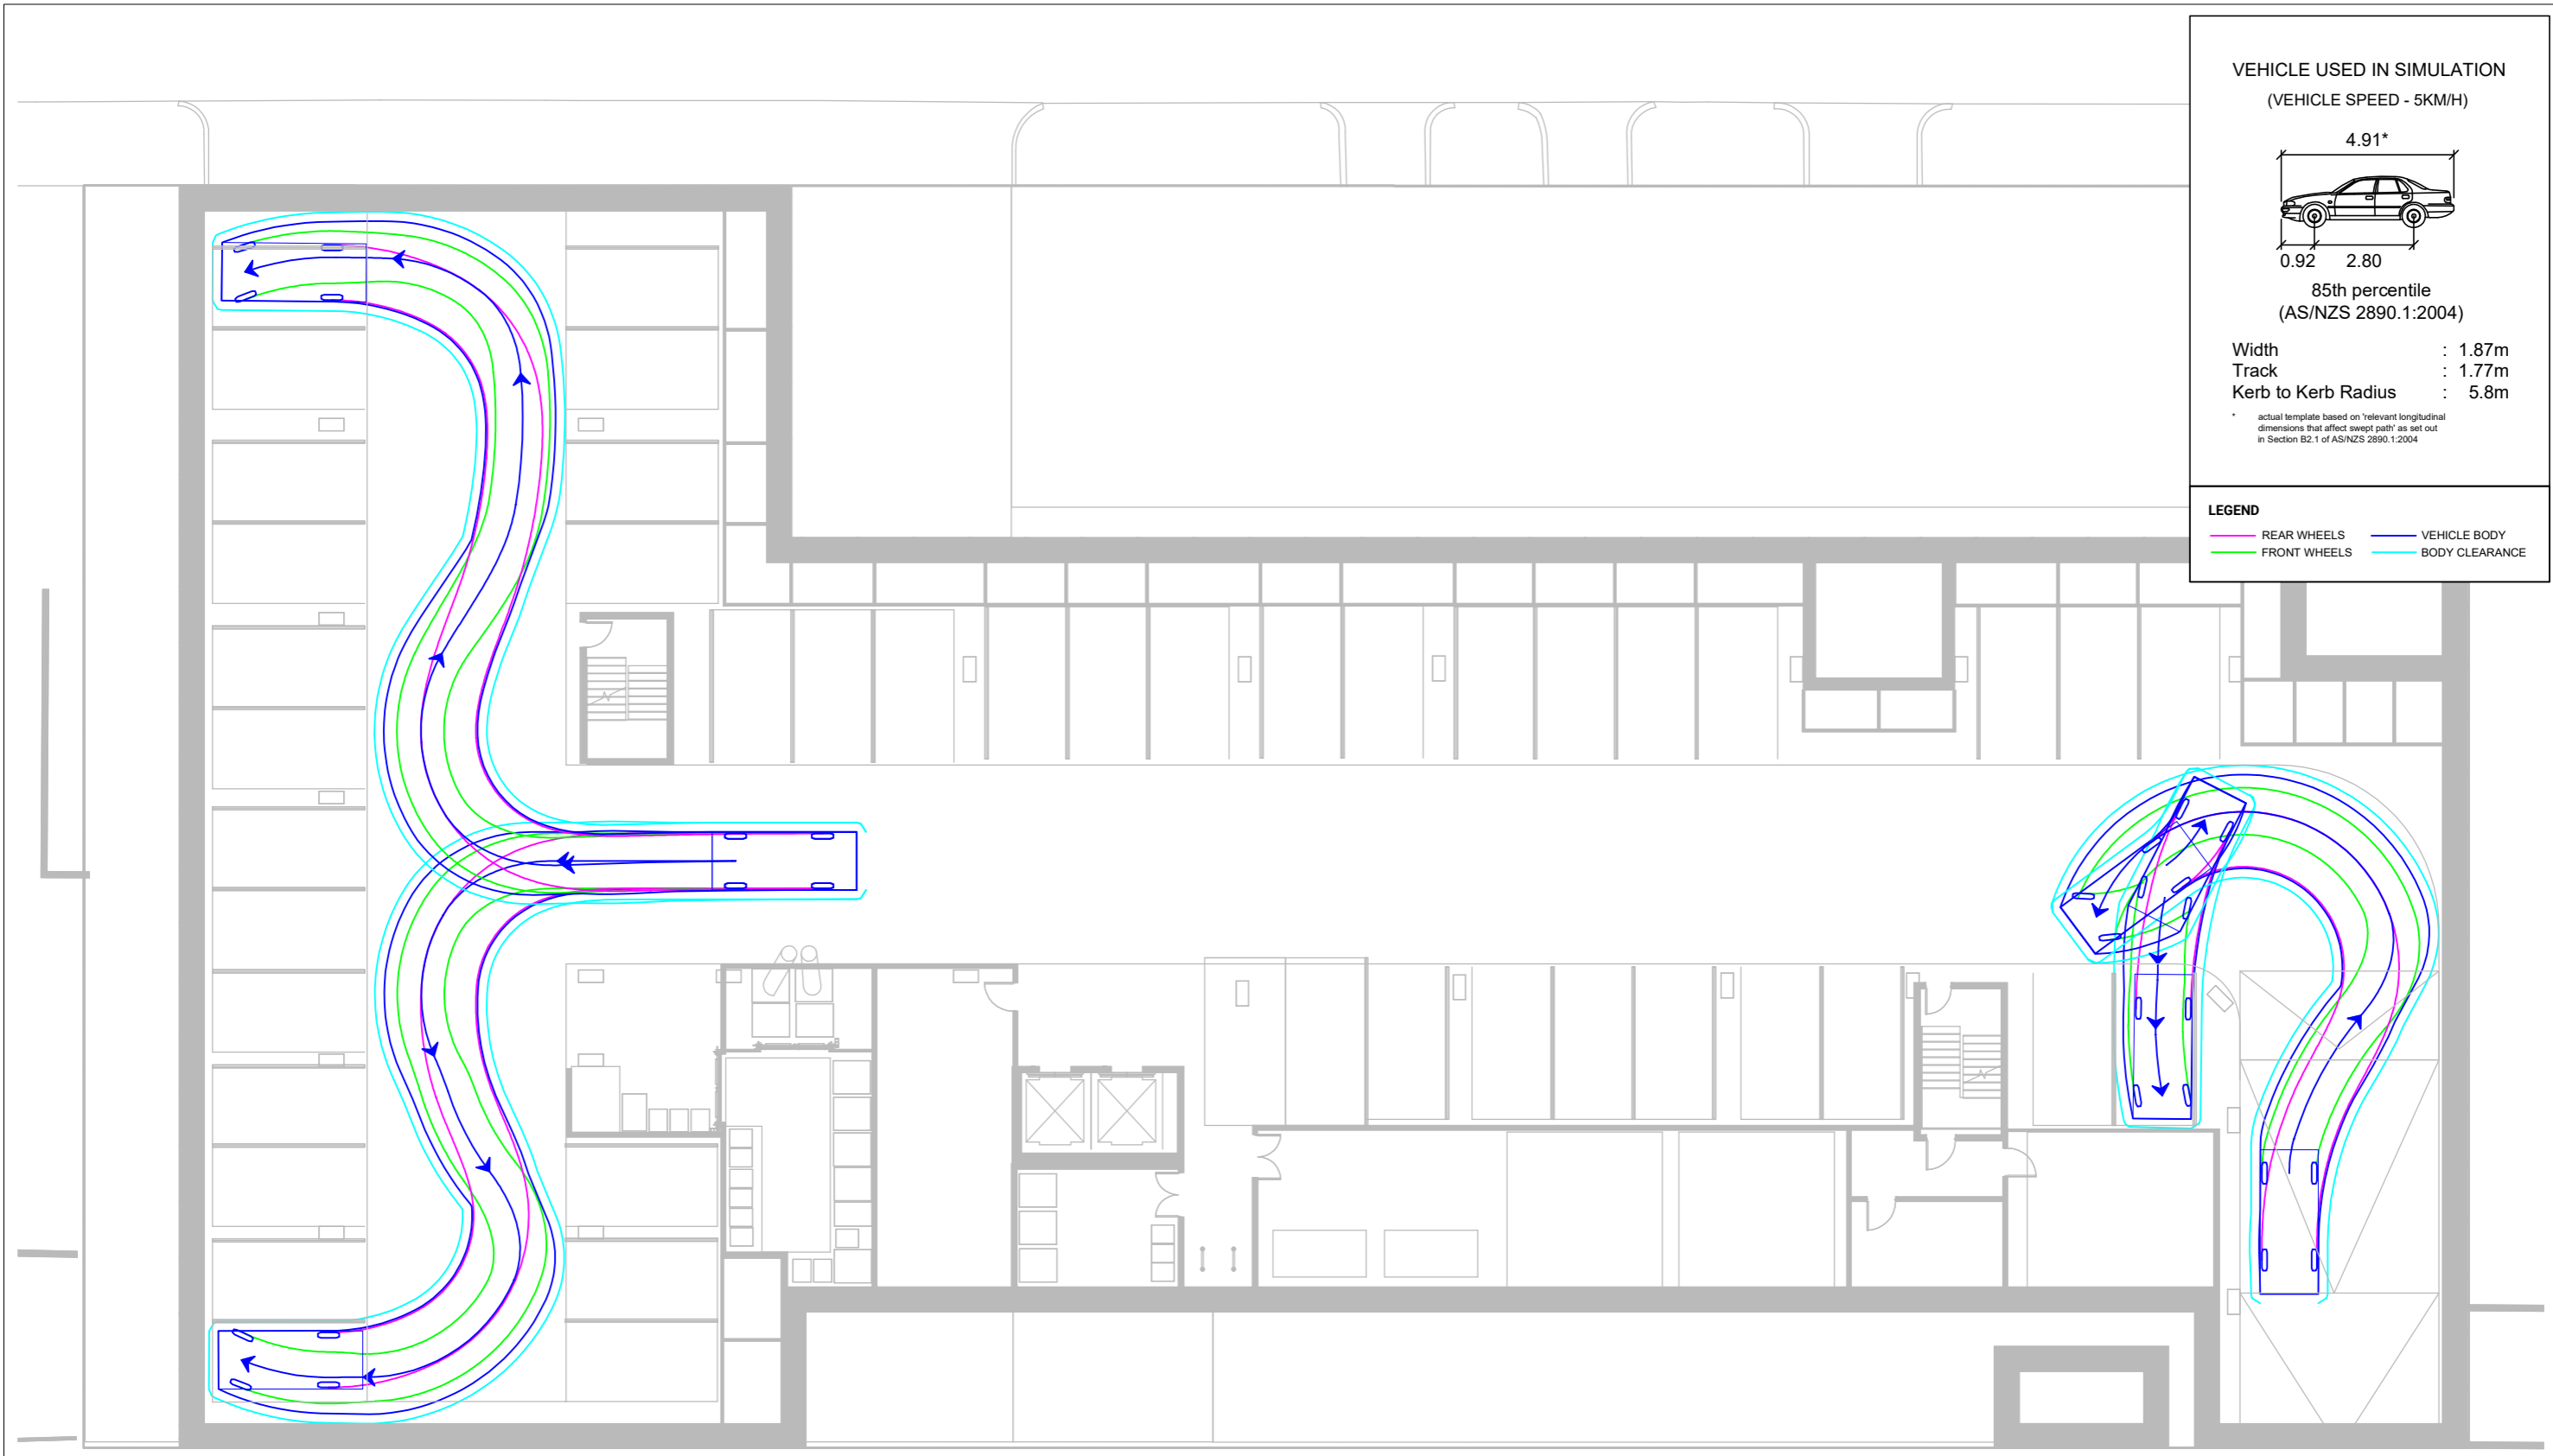 VEHICLE USED IN SIMULATION
(VEHICLE SPEED - 5KM/H)
4.91*
0.92 2.80
85th percentile
(AS/NZS 2890.1:2004)
Width : 1.87m
Track : 1.77m
Kerb to Kerb Radius : 5.8m
* actual template based on 'relevant longitudinal
dimensions that affect swept path' as set out
in Section B2.1 of AS/NZS 2890.1:2004
LEGEND
REAR WHEELS VEHICLE BODY
FRONT WHEELS BODY CLEARANCE